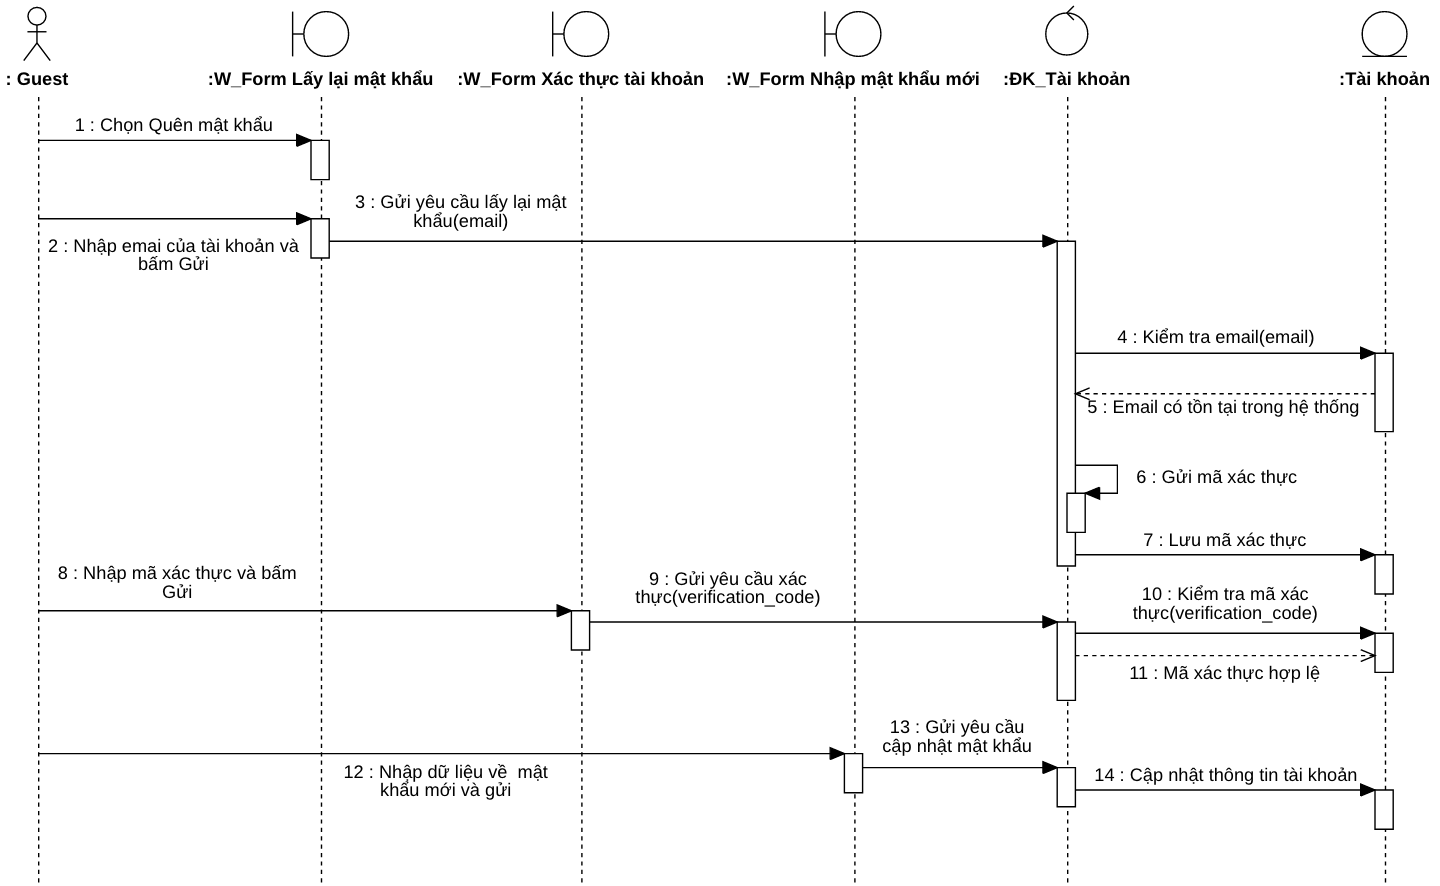 : Guest
:W_Form Lấy lại mật khẩu
:W_Form Xác thực tài khoản
:W_Form Nhập mật khẩu mới
:ĐK_Tài khoản
:Tài khoản
1 : Chọn Quên mật khẩu
3 : Gửi yêu cầu lấy lại mật
khẩu(email)
2 : Nhập emai của tài khoản và
bấm Gửi
4 : Kiểm tra email(email)
5 : Email có tồn tại trong hệ thống
6 : Gửi mã xác thực
7 : Lưu mã xác thực
8 : Nhập mã xác thực và bấm
Gửi
9 : Gửi yêu cầu xác
thực(verification_code)
10 : Kiểm tra mã xác
thực(verification_code)
11 : Mã xác thực hợp lệ
13 : Gửi yêu cầu
cập nhật mật khẩu
12 : Nhập dữ liệu về  mật
khẩu mới và gửi
14 : Cập nhật thông tin tài khoản